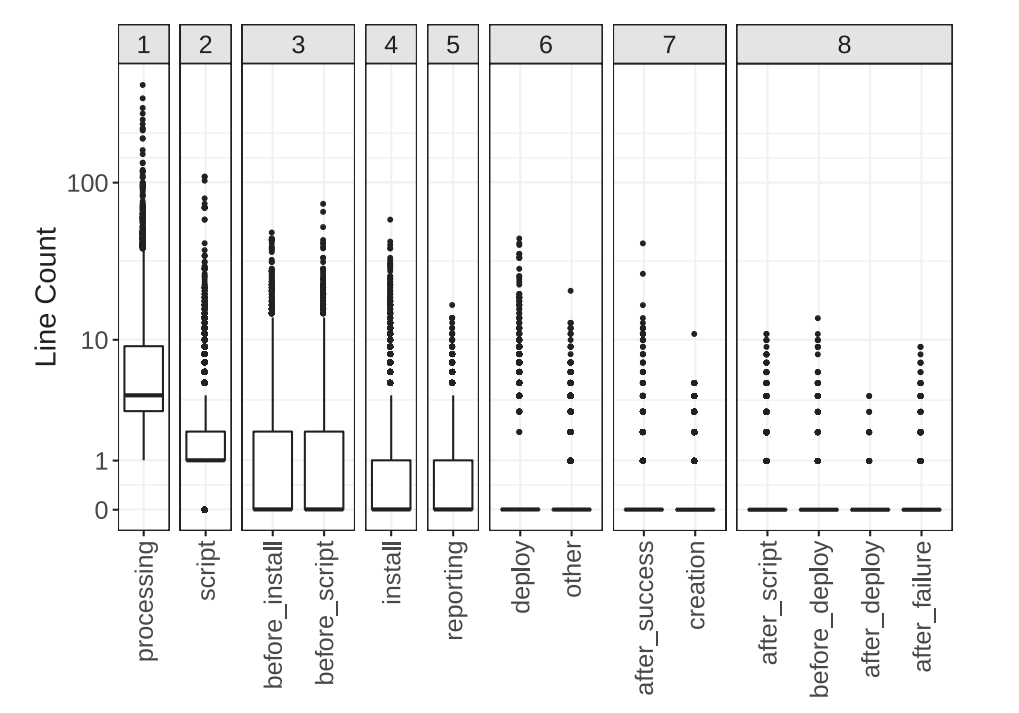 1 2 3 4 5 6 7 8
Line Count
100
10
1
0
processing
script
before_install
before_script
install
reporting
deploy
other
after_success
creation
after_script
before_deploy
after_deploy
after_failure